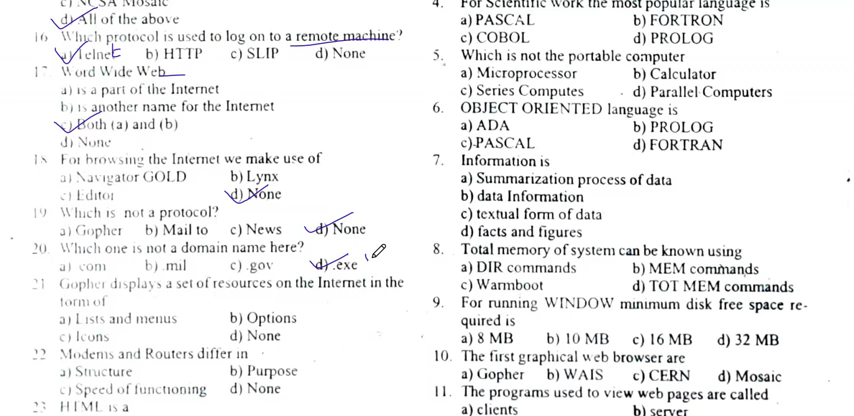 c) NCSA Mosaic
d) All of the above
16. Which protocol is used to log on to a remote machine?
a) Telnet b) HTTP c) SLIP d) None
17. Word Wide Web
a) is a part of the Internet
b) is another name for the Internet
c) Both (a) and (b)
d) None
18. For browsing the Internet we make use of
a) Navigator GOLD b) Lynx
c) Editor d) None
19. Which is not a protocol?
a) Gopher b) Mail to c) News d) None
20. Which one is not a domain name here?
a) .com b) .mil c) .gov d) .exe
21. Gopher displays a set of resources on the Internet in the
form of
a) Lists and menus b) Options
c) Icons d) None
22. Modems and Routers differ in
a) Structure b) Purpose
c) Speed of functioning d) None
23. HTML is a
4. For Scientific work the most popular language is
a) PASCAL b) FORTRON
c) COBOL d) PROLOG
5. Which is not the portable computer
a) Microprocessor b) Calculator
c) Series Computes d) Parallel Computers
6. OBJECT ORIENTED language is
a) ADA b) PROLOG
c) PASCAL d) FORTRAN
7. Information is
a) Summarization process of data
b) data Information
c) textual form of data
d) facts and figures
8. Total memory of system can be known using
a) DIR commands b) MEM commands
c) Warmboot d) TOT MEM commands
9. For running WINDOW minimum disk free space re-
quired is
a) 8 MB b) 10 MB c) 16 MB d) 32 MB
10. The first graphical web browser are
a) Gopher b) WAIS c) CERN d) Mosaic
11. The programs used to view web pages are called
a) clients b) server